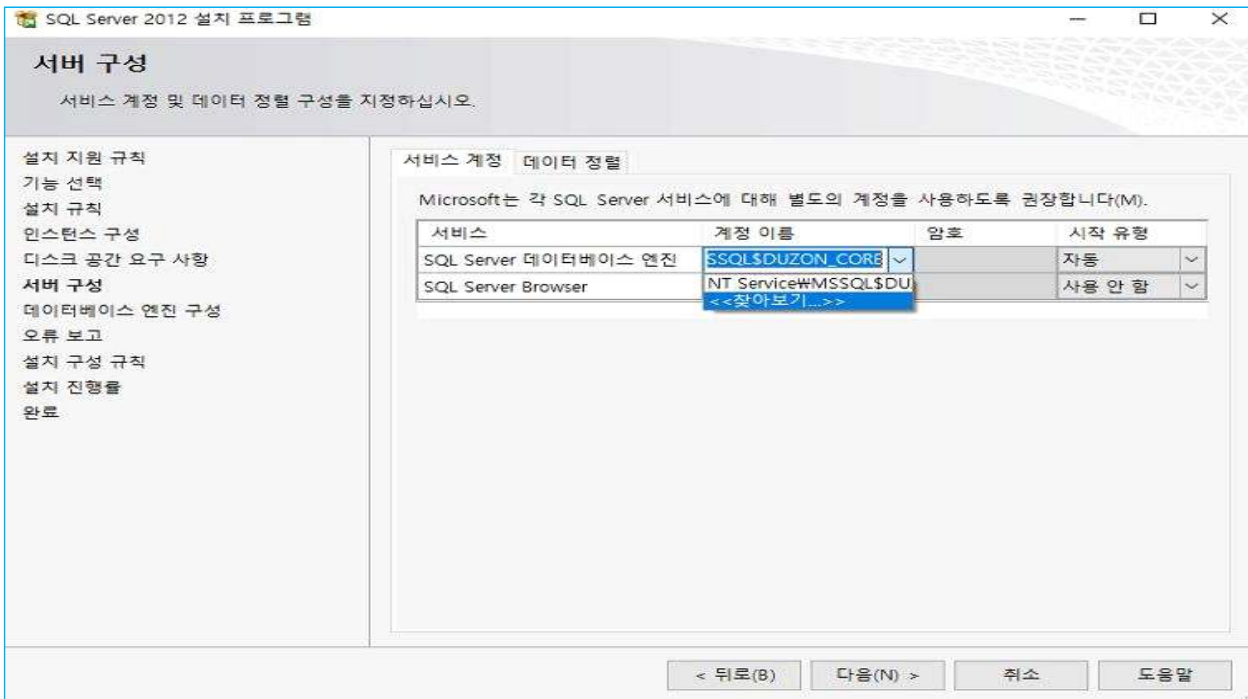 SQL Server 2012 설치 프로그램
서버 구성
서비스 계정 및 데이터 정렬 구성을 지정하십시오.
설치 지원 규칙
기능 선택
설치 규칙
인스턴스 구성
디스크 공간 요구 사항
서버 구성
데이터베이스 엔진 구성
오류 보고
설치 구성 규칙
설치 진행률
완료
서비스 계정 데이터 정렬
Microsoft는 각 SQL Server 서비스에 대해 별도의 계정을 사용하도록 권장합니다(M).
서비스 계정 이름 암호 시작 유형
SQL Server 데이터베이스 엔진 SSQL$DUZON_CORE 자동
SQL Server Browser NT Service₩MSSQL$DU 사용 안 함
<<찾아보기...>>
< 뒤로(B) 다음(N) > 취소 도움말